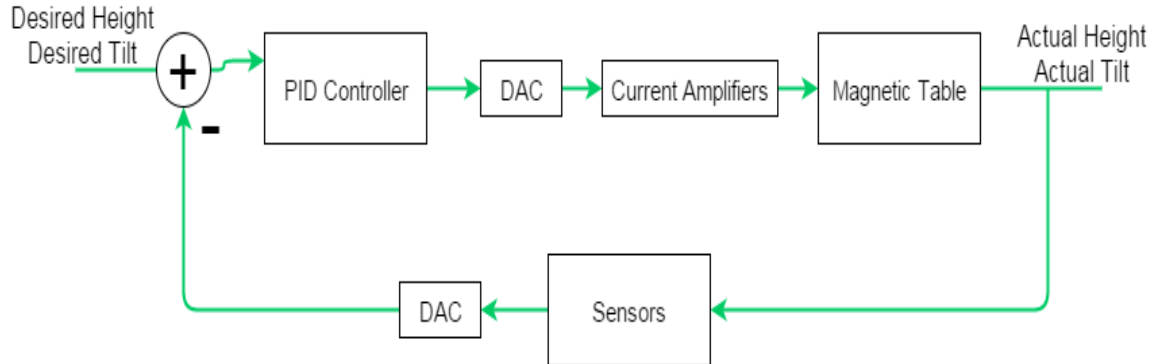 Desired Height
Desired Tilt
+
-
PID Controller
DAC
Current Amplifiers
Magnetic Table
Actual Height
Actual Tilt
DAC
Sensors